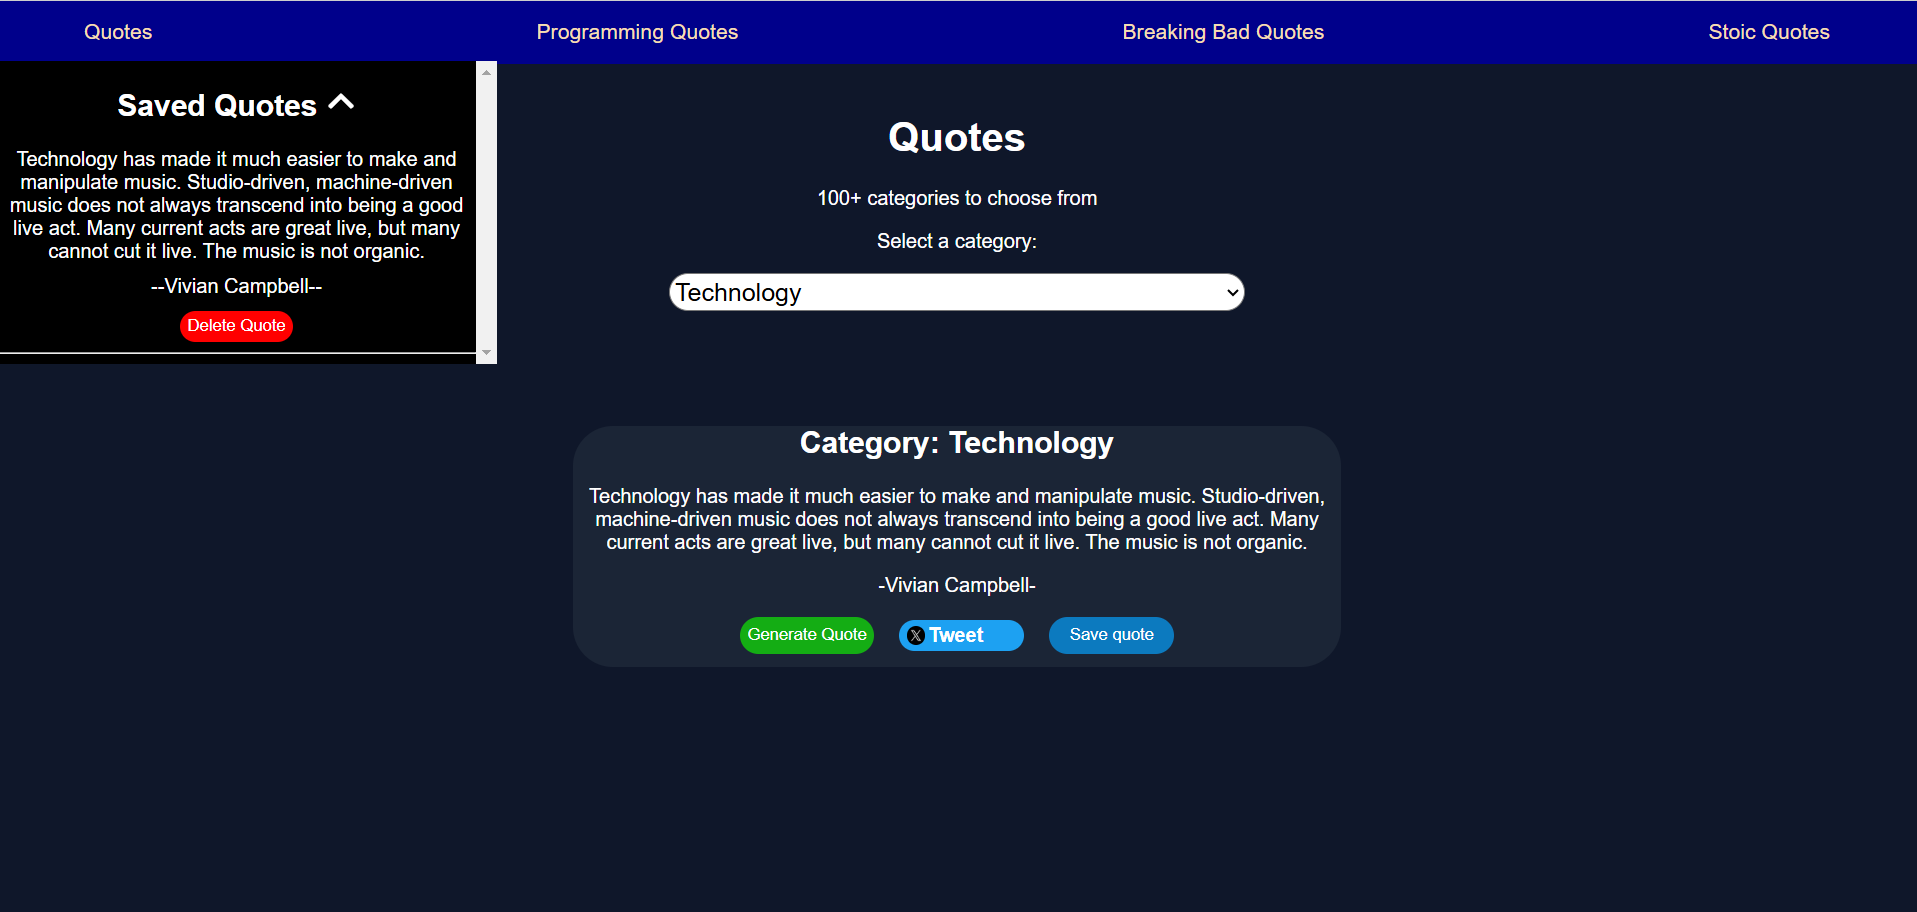 Quotes
Programming Quotes
Breaking Bad Quotes
Stoic Quotes
Saved Quotes
Technology has made it much easier to make and
manipulate music. Studio-driven, machine-driven
music does not always transcend into being a good
live act. Many current acts are great live, but many
cannot cut it live. The music is not organic.
--Vivian Campbell--
Delete Quote
Quotes
100+ categories to choose from
Select a category:
Technology
Category: Technology
Technology has made it much easier to make and manipulate music. Studio-driven,
machine-driven music does not always transcend into being a good live act. Many
current acts are great live, but many cannot cut it live. The music is not organic.
-Vivian Campbell-
Generate Quote
𝕏 Tweet
Save quote